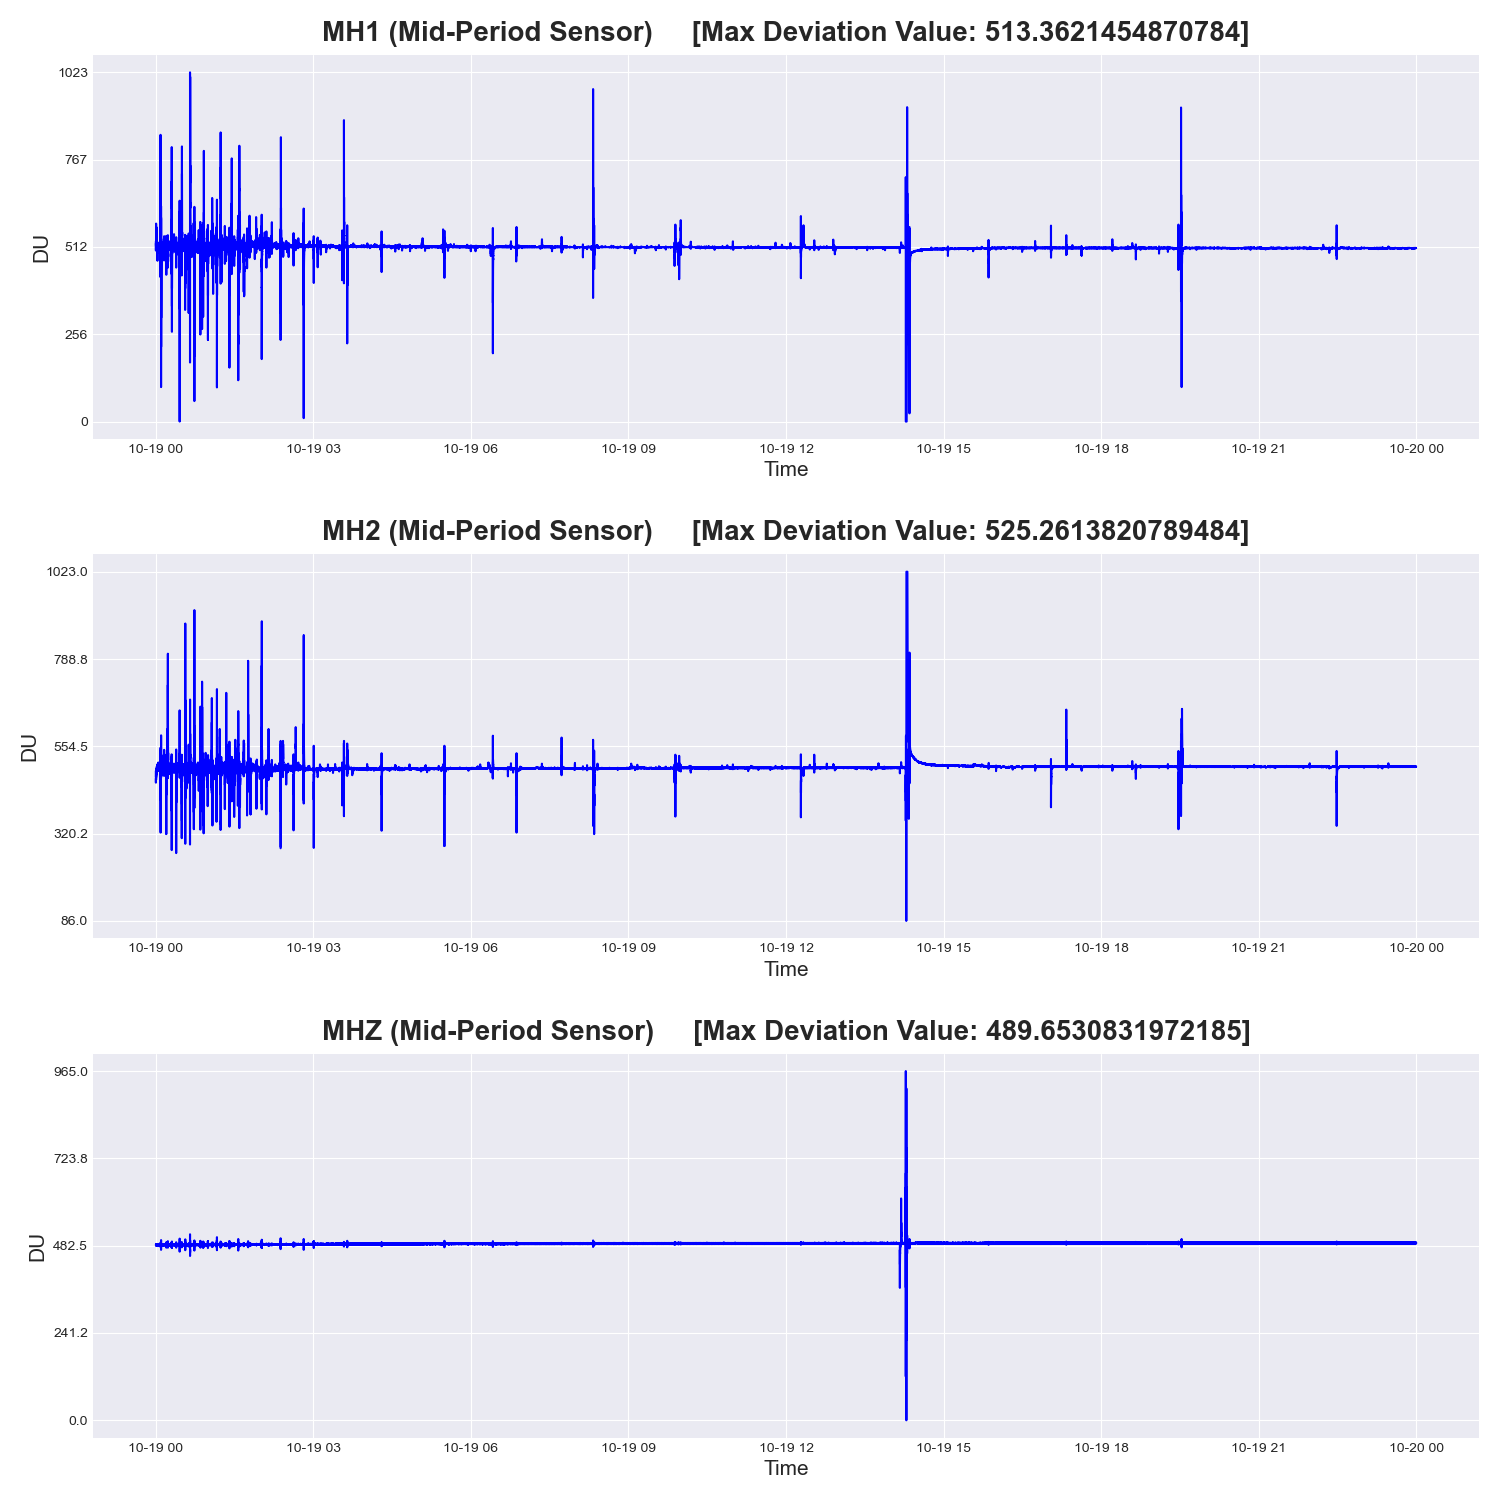 MH1 (Mid-Period Sensor) [Max Deviation Value: 513.3621454870784]
1023
767
512
256
0
DU
10-19 00 10-19 03 10-19 06 10-19 09 10-19 12 10-19 15 10-19 18 10-19 21 10-20 00
Time
MH2 (Mid-Period Sensor) [Max Deviation Value: 525.2613820789484]
1023.0
788.8
554.5
320.2
86.0
DU
10-19 00 10-19 03 10-19 06 10-19 09 10-19 12 10-19 15 10-19 18 10-19 21 10-20 00
Time
MHZ (Mid-Period Sensor) [Max Deviation Value: 489.6530831972185]
965.0
723.8
482.5
241.2
0.0
DU
10-19 00 10-19 03 10-19 06 10-19 09 10-19 12 10-19 15 10-19 18 10-19 21 10-20 00
Time